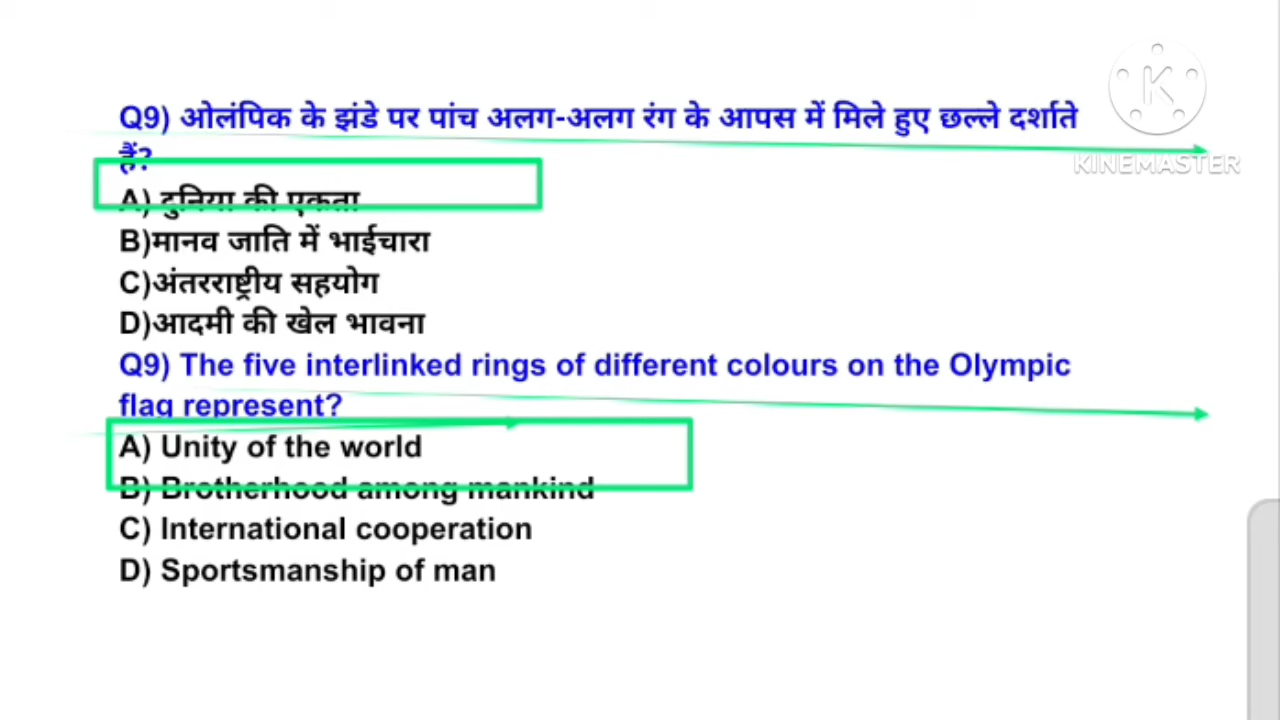 Q9) ओलंपिक के झंडे पर पांच अलग-अलग रंग के आपस में मिले हुए छल्ले दर्शाते
हैं?
KINEMASTER
A) दुनिया की एकता
B)मानव जाति में भाईचारा
C)अंतरराष्ट्रीय सहयोग
D)आदमी की खेल भावना
Q9) The five interlinked rings of different colours on the Olympic
flag represent?
A) Unity of the world
B) Brotherhood among mankind
C) International cooperation
D) Sportsmanship of man